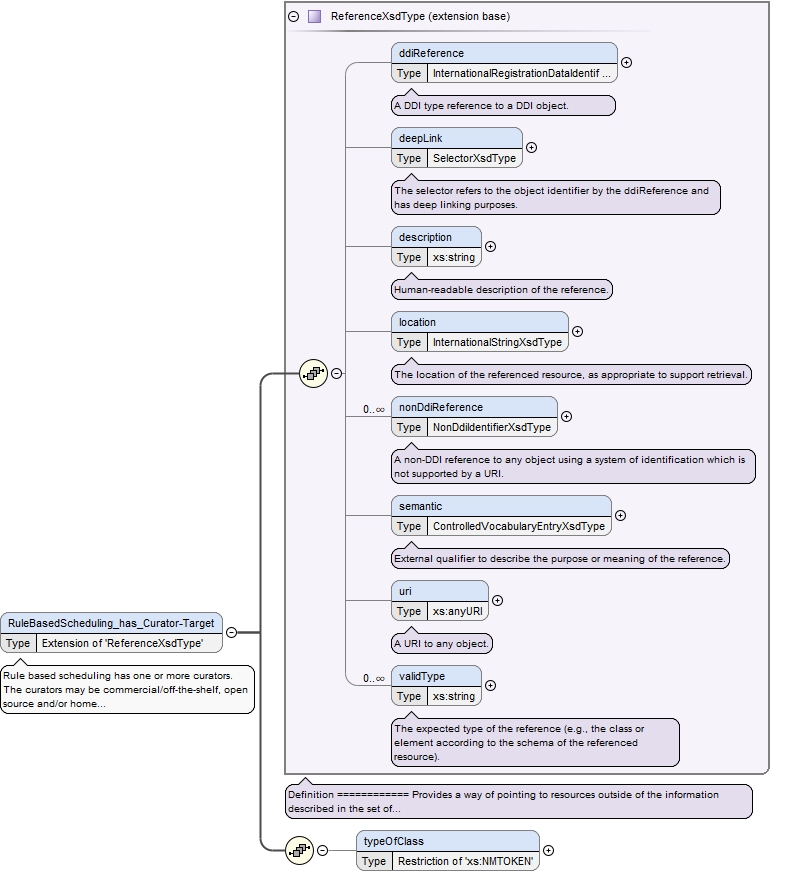 ReferenceXsdType (extension base)
ddiReference
Type InternationalRegistrationDataIdentif ...
A DDI type reference to a DDI object.
deepLink
Type SelectorXsdType
The selector refers to the object identifier by the ddiReference and
has deep linking purposes.
description
Type xs:string
Human-readable description of the reference.
location
Type InternationalStringXsdType
The location of the referenced resource, as appropriate to support retrieval.
0..∞ nonDdiReference
Type NonDdiIdentifierXsdType
A non-DDI reference to any object using a system of identification which is
not supported by a URI.
semantic
Type ControlledVocabularyEntryXsdType
External qualifier to describe the purpose or meaning of the reference.
uri
Type xs:anyURI
A URI to any object.
0..∞ validType
Type xs:string
The expected type of the reference (e.g., the class or
element according to the schema of the referenced
resource).
RuleBasedScheduling_has_Curator-Target
Type Extension of 'ReferenceXsdType'
Rule based scheduling has one or more curators.
The curators may be commercial/off-the-shelf, open
source and/or home...
Definition ============ Provides a way of pointing to resources outside of the information
described in the set of...
typeOfClass
Type Restriction of 'xs:NMTOKEN'